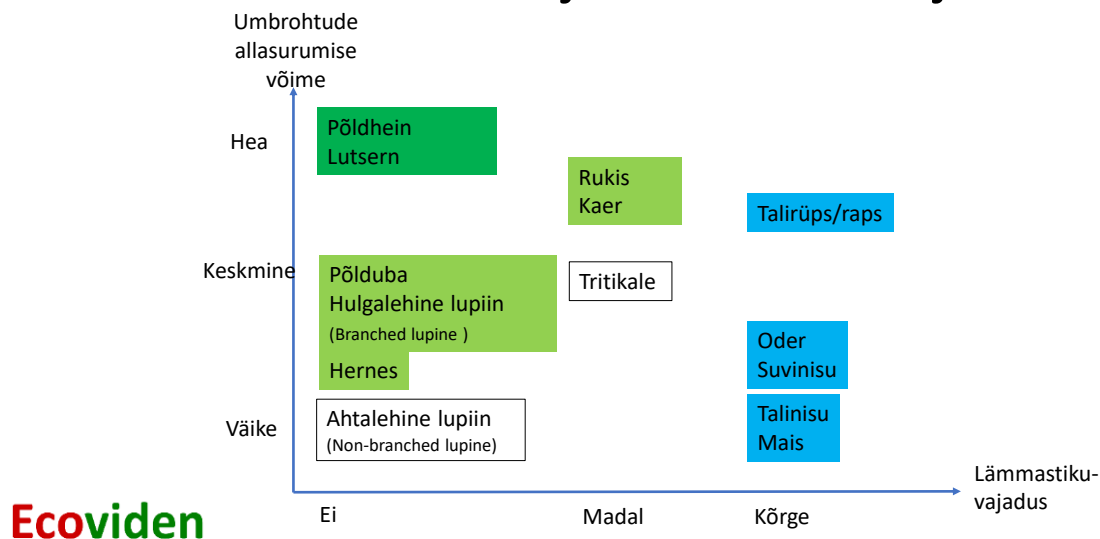 Umbrohtude
allasurumise
võime
Hea
Põldhein
Lutsern
Rukis
Kaer
Talirüps/raps
Keskmine
Põlduba
Hulgalehine lupiin
(Branched lupine )
Tritikale
Hernes
Oder
Suvinisu
Väike
Ahtalehine lupiin
(Non-branched lupine)
Talinisu
Mais
Lämmastiku-
vajadus
Ei
Madal
Kõrge
Ecoviden